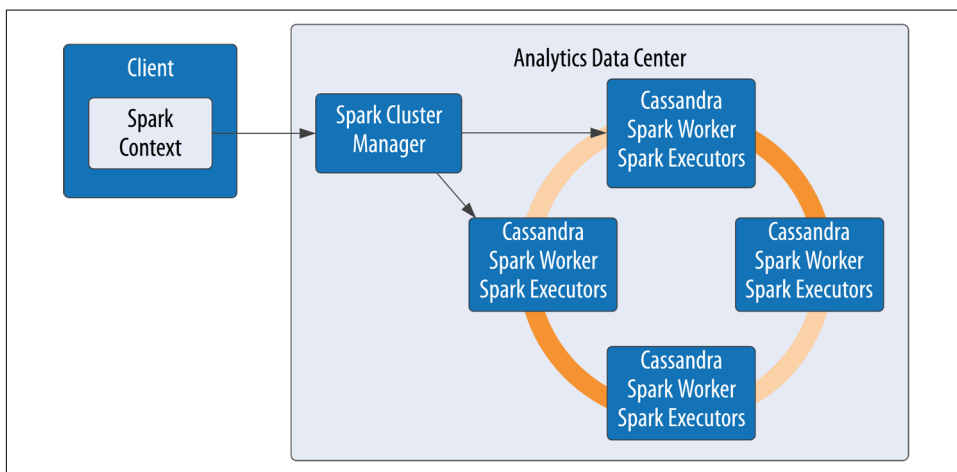 Client
Spark
Context
Analytics Data Center
Spark Cluster
Manager
Cassandra
Spark Worker
Spark Executors
Cassandra
Spark Worker
Spark Executors
Cassandra
Spark Worker
Spark Executors
Cassandra
Spark Worker
Spark Executors